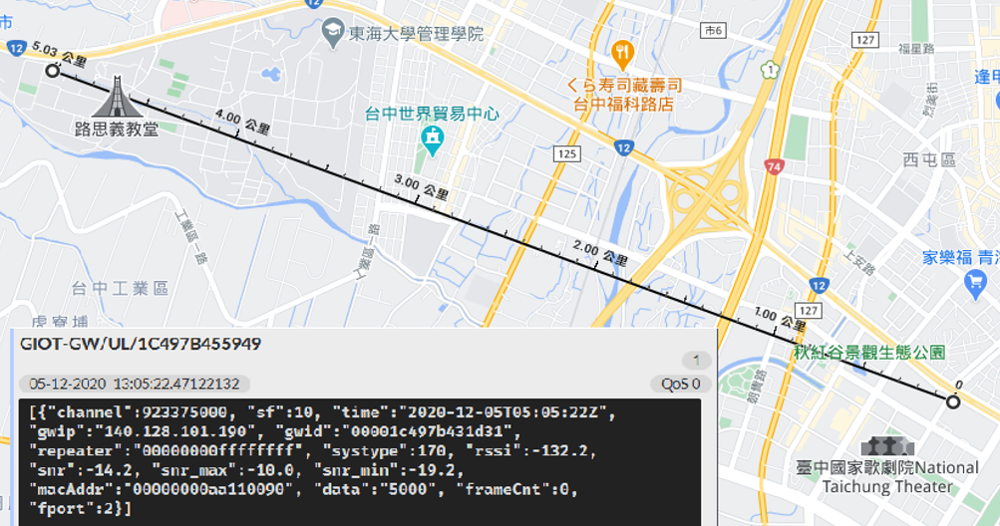 12
東海大學管理學院
市6
127
福星路
逢甲
12
5.03 公里
1
くら寿司藏壽司
台中福科路店
烈美街
路思義教堂
4.00 公里
台中世界貿易中心
125
12
74
西屯區
3.00 公里
工業區一路
工業區一路
2.00 公里
上安路
家樂福 青海
台中工業區
12
127
1.00 公里
虎寮埔
秋紅谷景觀生態公園
朝貴路
0
臺中國家歌劇院National
Taichung Theater
GIOT-GW/UL/1C497B455949
1
05-12-2020 13:05:22.47122132
QoS 0
[{"channel":923375000, "sf":10, "time":"2020-12-05T05:05:22Z",
"gwip":"140.128.101.190", "gwid":"00001c497b431d31",
"repeater":"00000000ffffffff", "systype":170, "rssi":-132.2,
"snr":-14.2, "snr_max":-10.0, "snr_min":-19.2,
"macAddr":"00000000aa110090", "data":"5000", "frameCnt":0,
"fport":2}]